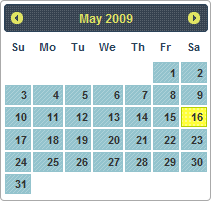 May 2009
Su Mo Tu We Th Fr Sa
1 2
3 4 5 6 7 8 9
10 11 12 13 14 15 16
17 18 19 20 21 22 23
24 25 26 27 28 29 30
31